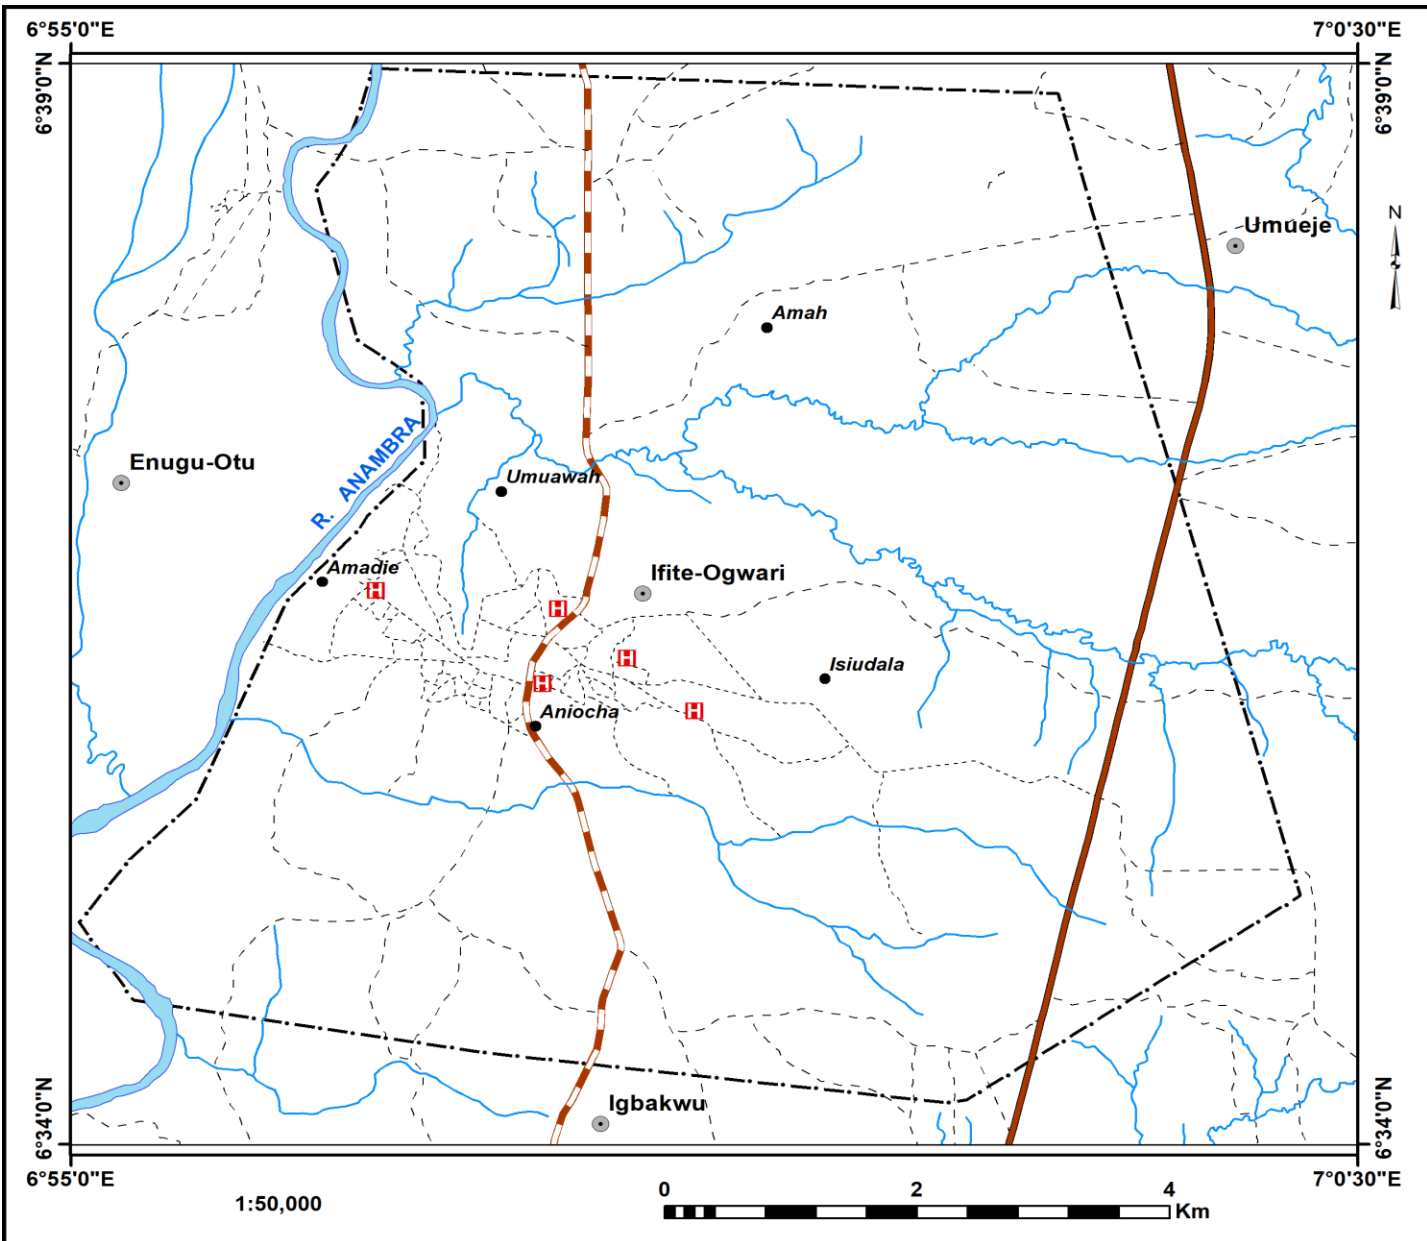 6°55'0"E
7°0'30"E
6°39'0"N
6°39'0"N
N
Umueje
Amah
R. ANAMBRA
Enugu-Otu
Umuawah
Amadie
H
Ifite-Ogwari
H
H
Isiudala
H
Aniocha
H
Igbakwu
6°34'0"N
6°34'0"N
6°55'0"E
7°0'30"E
1:50,000
0 2 4
Km